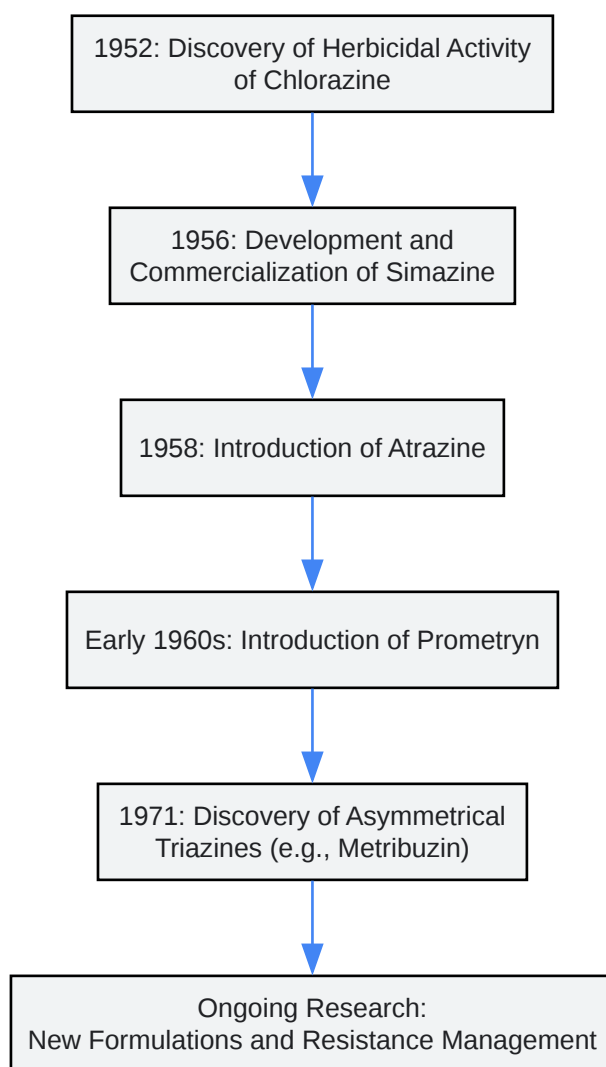 1952: Discovery of Herbicidal Activity
of Chlorazine
1956: Development and
Commercialization of Simazine
1958: Introduction of Atrazine
Early 1960s: Introduction of Prometryn
1971: Discovery of Asymmetrical
Triazines (e.g., Metribuzin)
Ongoing Research:
New Formulations and Resistance Management